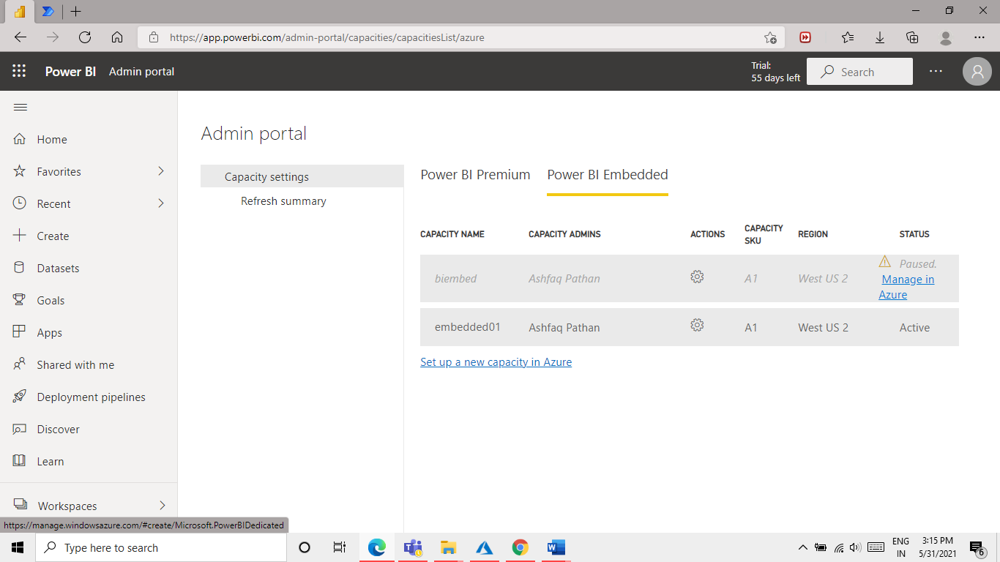 https://app.powerbi.com/admin-portal/capacities/capacitiesList/azure
Power BI Admin portal
Trial:
55 days left
Search
Home
Favorites
Recent
Create
Datasets
Goals
Apps
Shared with me
Deployment pipelines
Discover
Learn
Workspaces
Admin portal
Capacity settings
Refresh summary
Power BI Premium Power BI Embedded
CAPACITY NAME CAPACITY ADMINS ACTIONS CAPACITY SKU REGION STATUS
biembed Ashfaq Pathan A1 West US 2 Paused.
Manage in
Azure
embedded01 Ashfaq Pathan A1 West US 2 Active
Set up a new capacity in Azure
https://manage.windowsazure.com/#create/Microsoft.PowerBIDedicated
Type here to search
ENG
IN
3:15 PM
5/31/2021
6